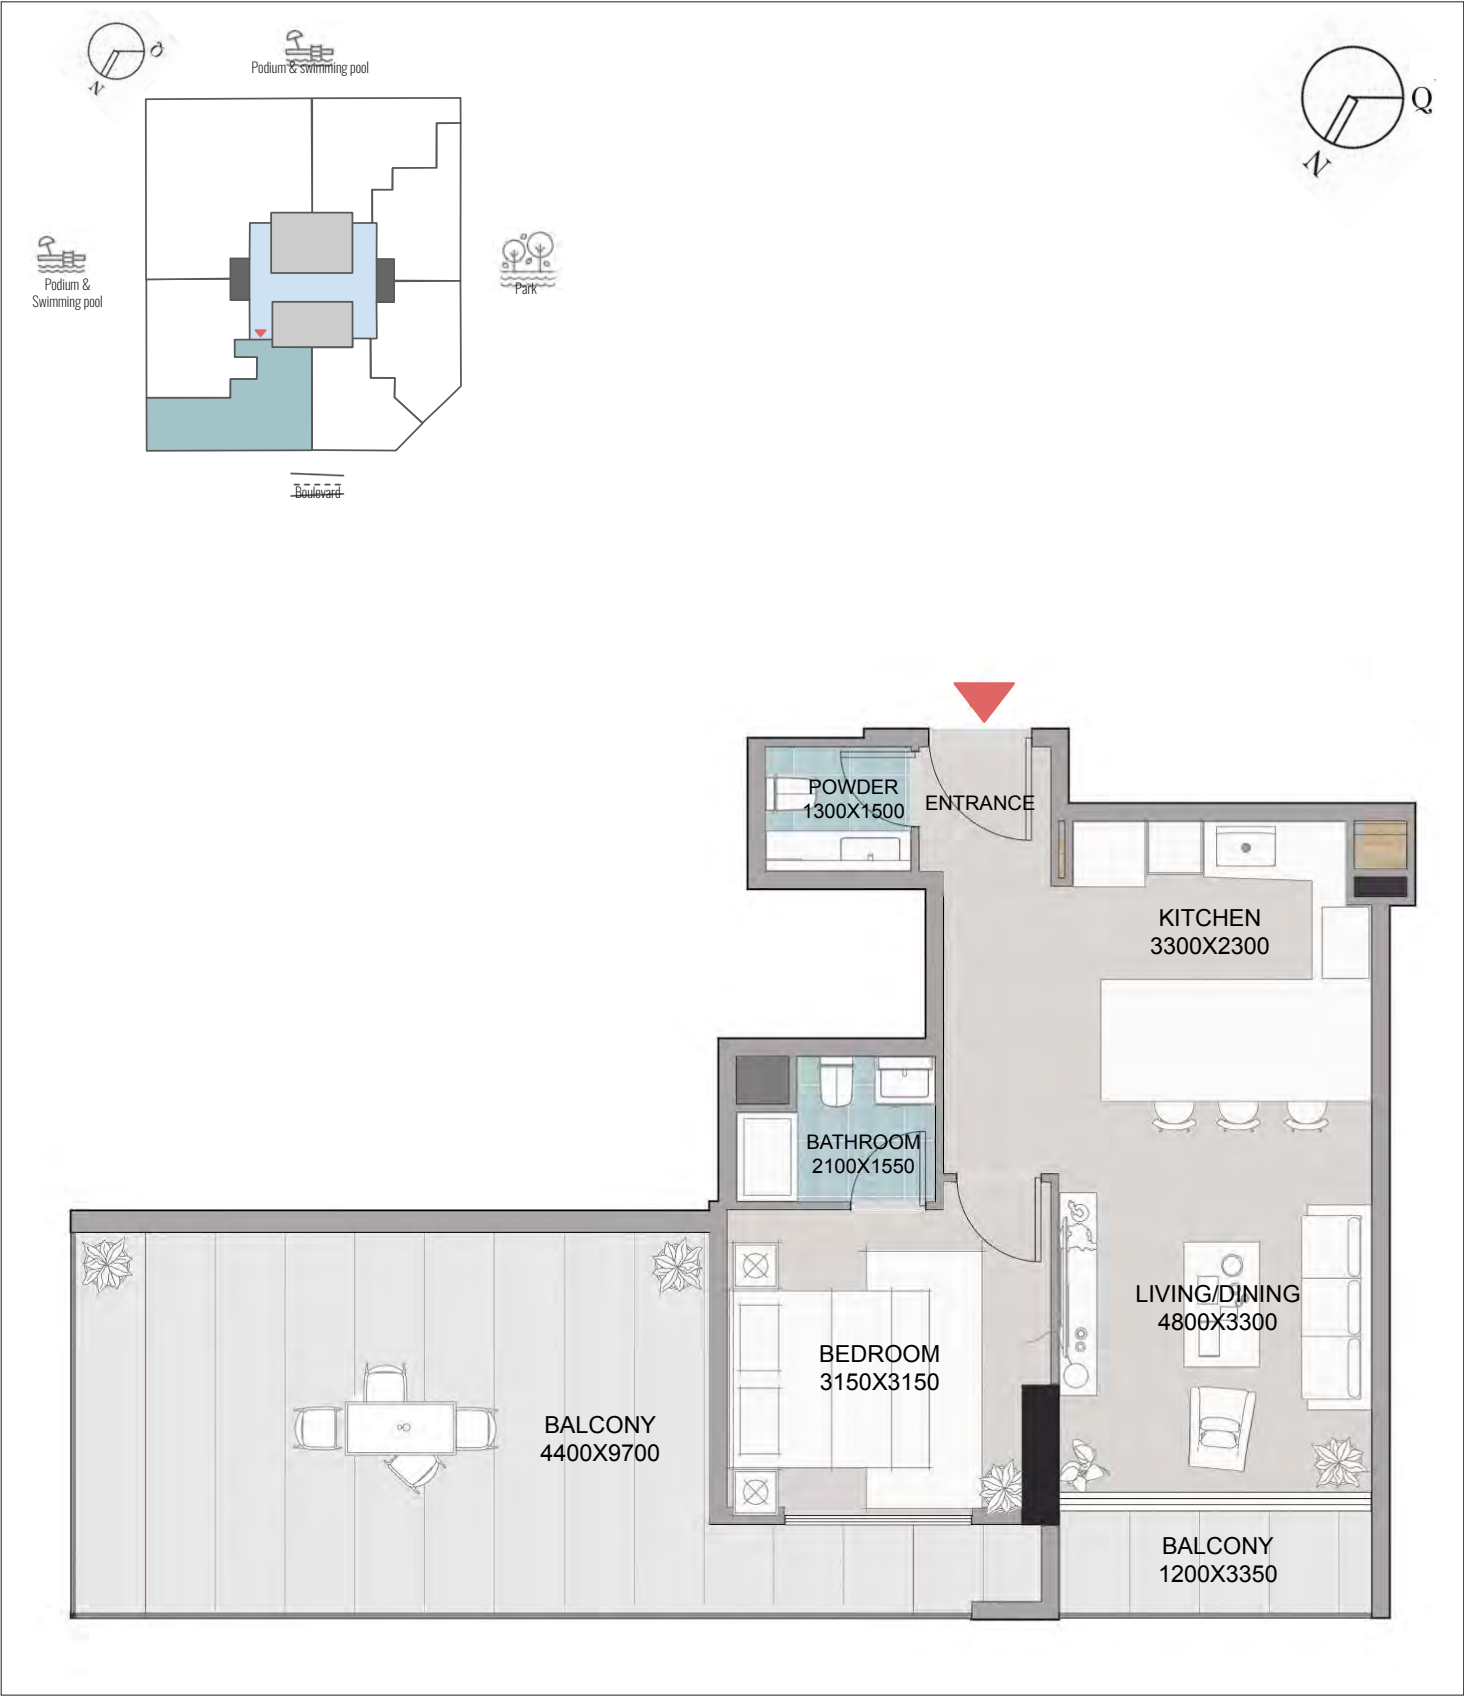 N
Q
Podium & swimming pool
N
Q
Podium &
Swimming pool
Park
Boulevard
POWDER
1300X1500
ENTRANCE
KITCHEN
3300X2300
BATHROOM
2100X1550
LIVING/DINING
4800X3300
BEDROOM
3150X3150
BALCONY
4400X9700
BALCONY
1200X3350